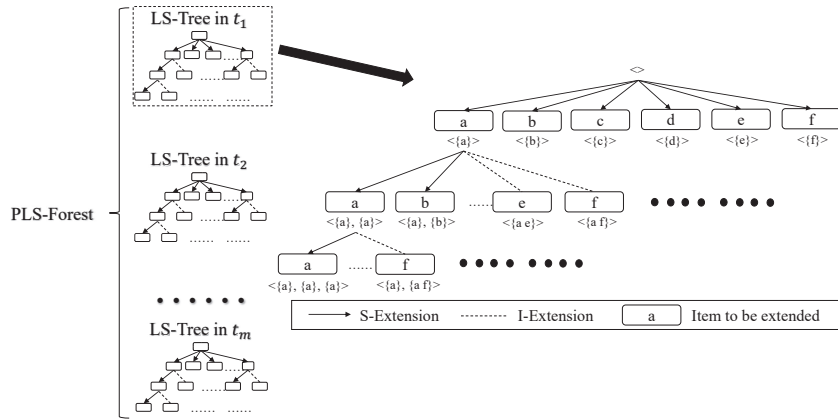 LS-Tree in t₁
<>
a b c d e f
<{a}> <{b}> <{c}> <{d}> <{e}> <{f}>
LS-Tree in t₂
PLS-Forest
a b ...... e f
<{a}, {a}> <{a}, {b}> <{a e}> <{a f}>
a ...... f
<{a}, {a}, {a}> <{a}, {a f}>
LS-Tree in tₘ
S-Extension I-Extension a Item to be extended